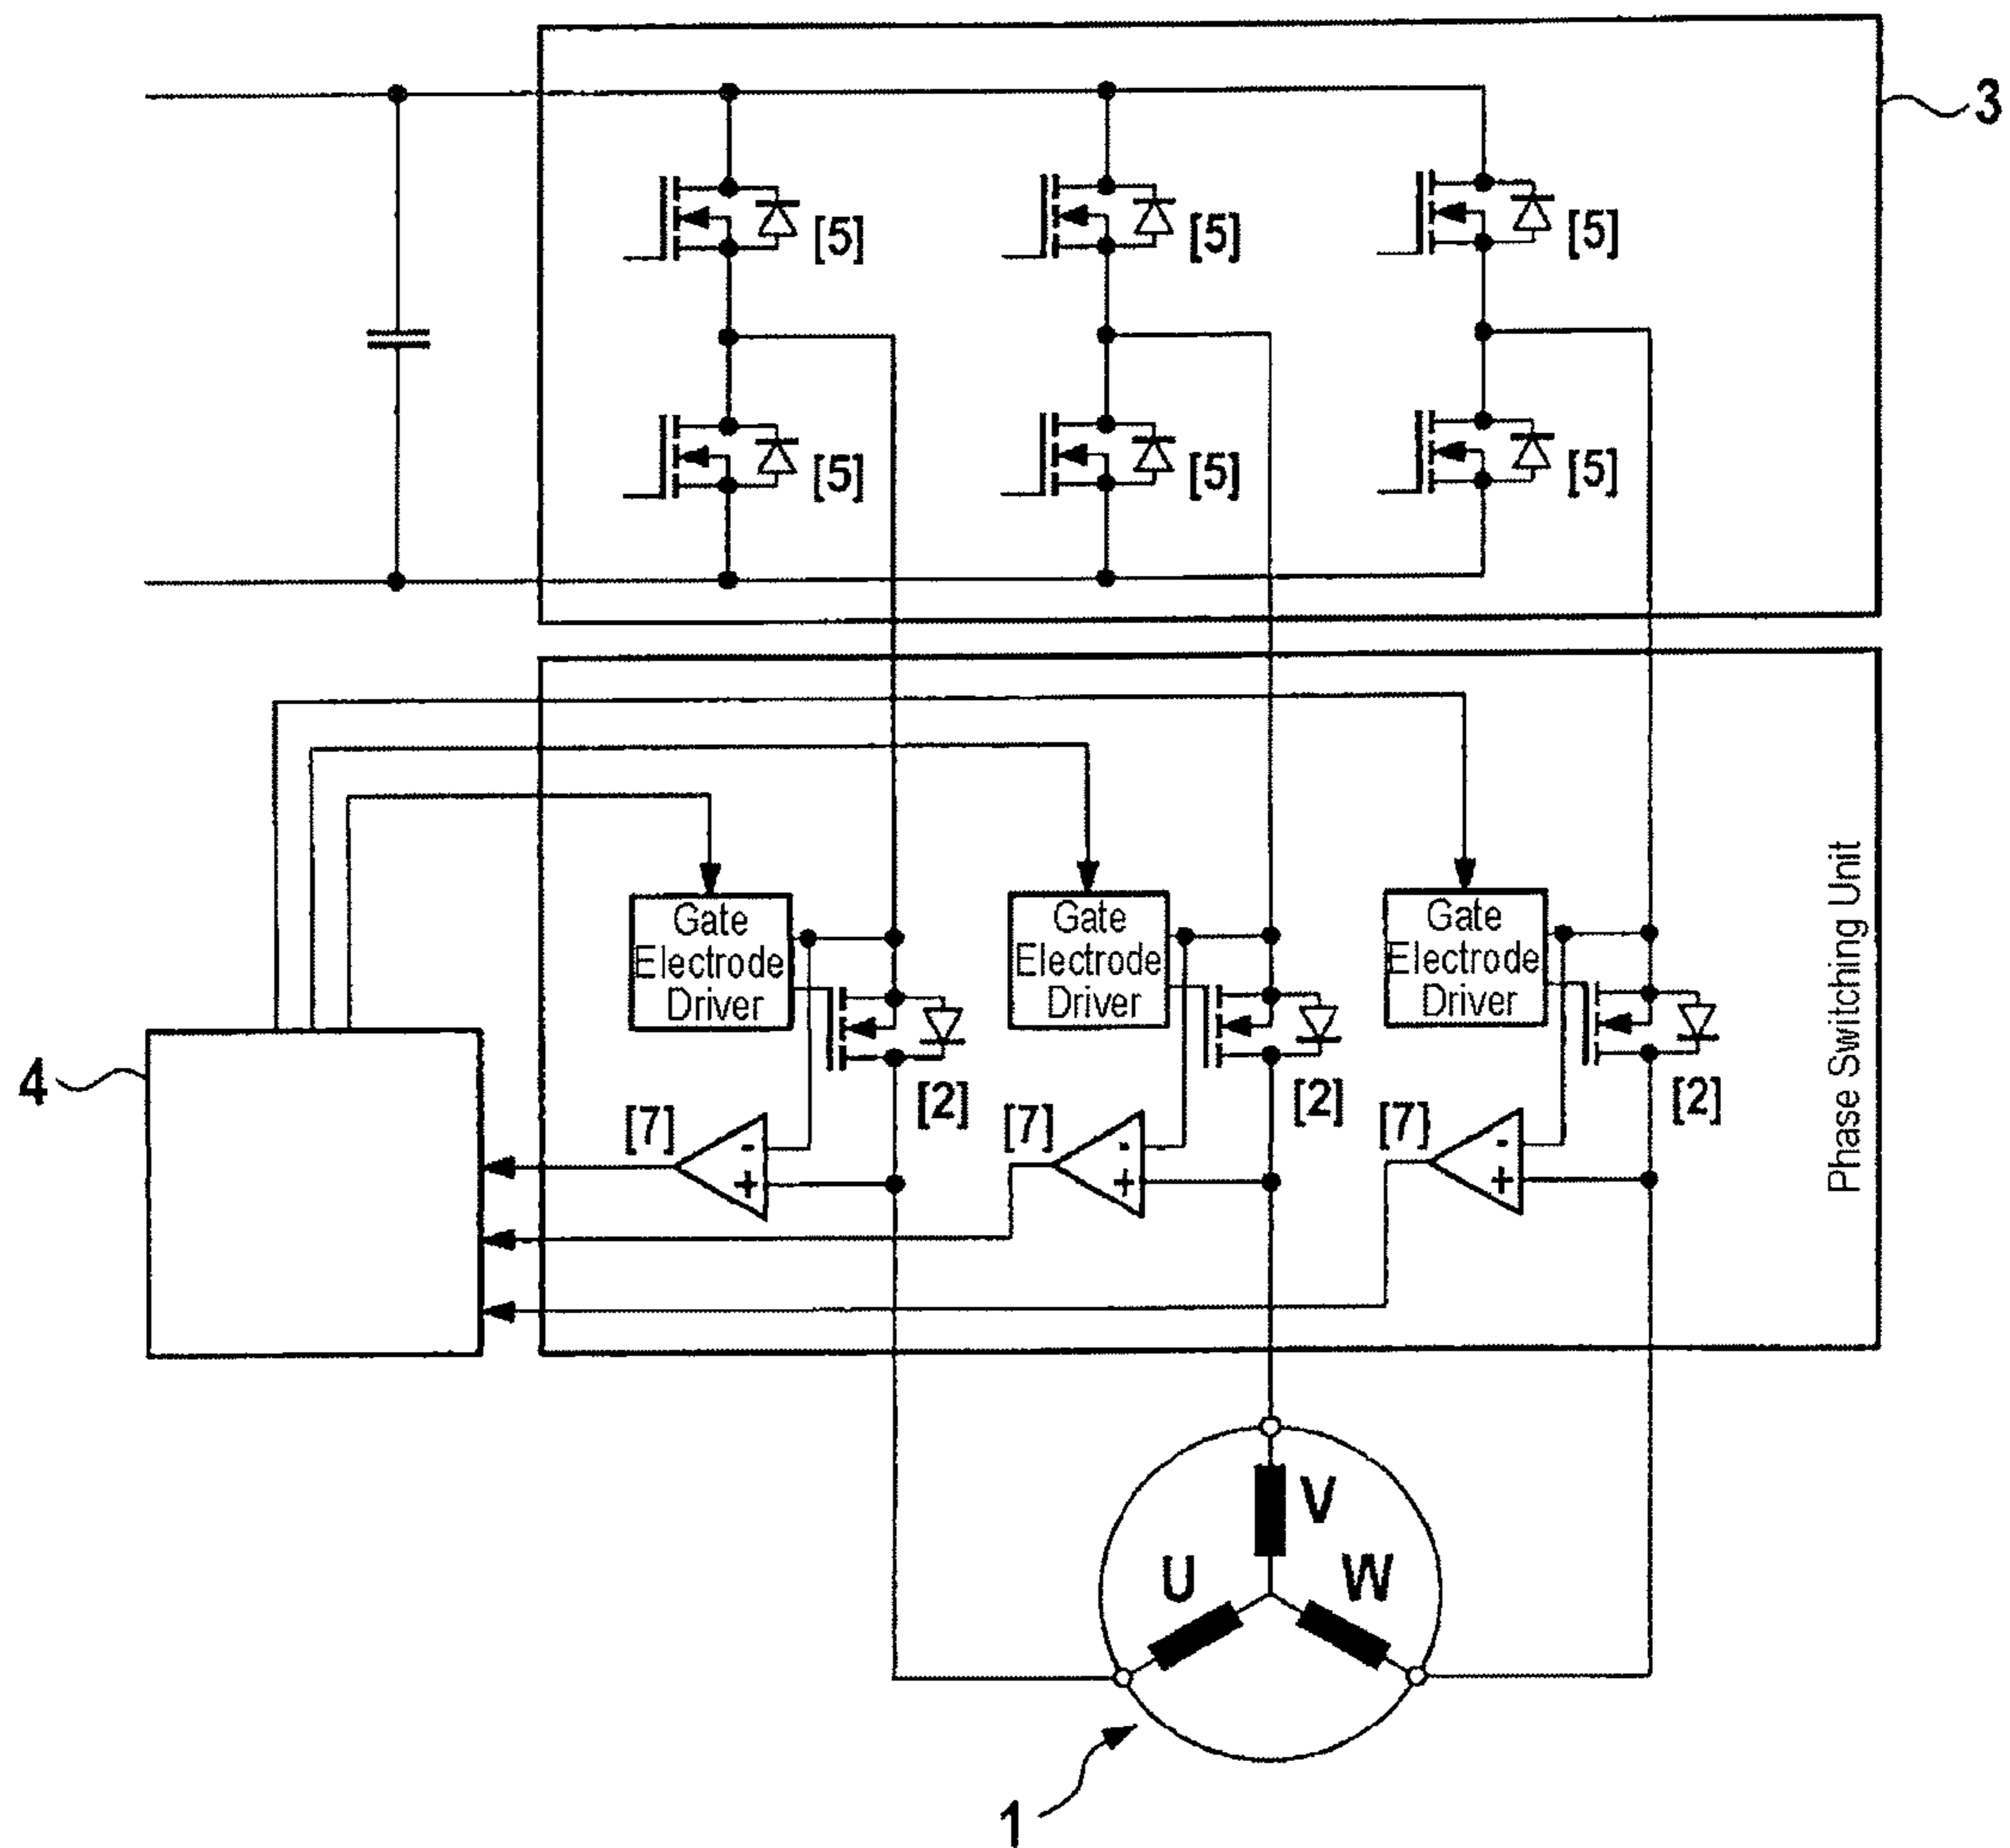 3
[5] [5] [5]
[5] [5] [5]
Gate
Electrode
Driver
Gate
Electrode
Driver
Gate
Electrode
Driver
Phase Switching Unit
4
[2] [2] [2]
[7] [7] [7]
- - -
+ + +
V
U W
1